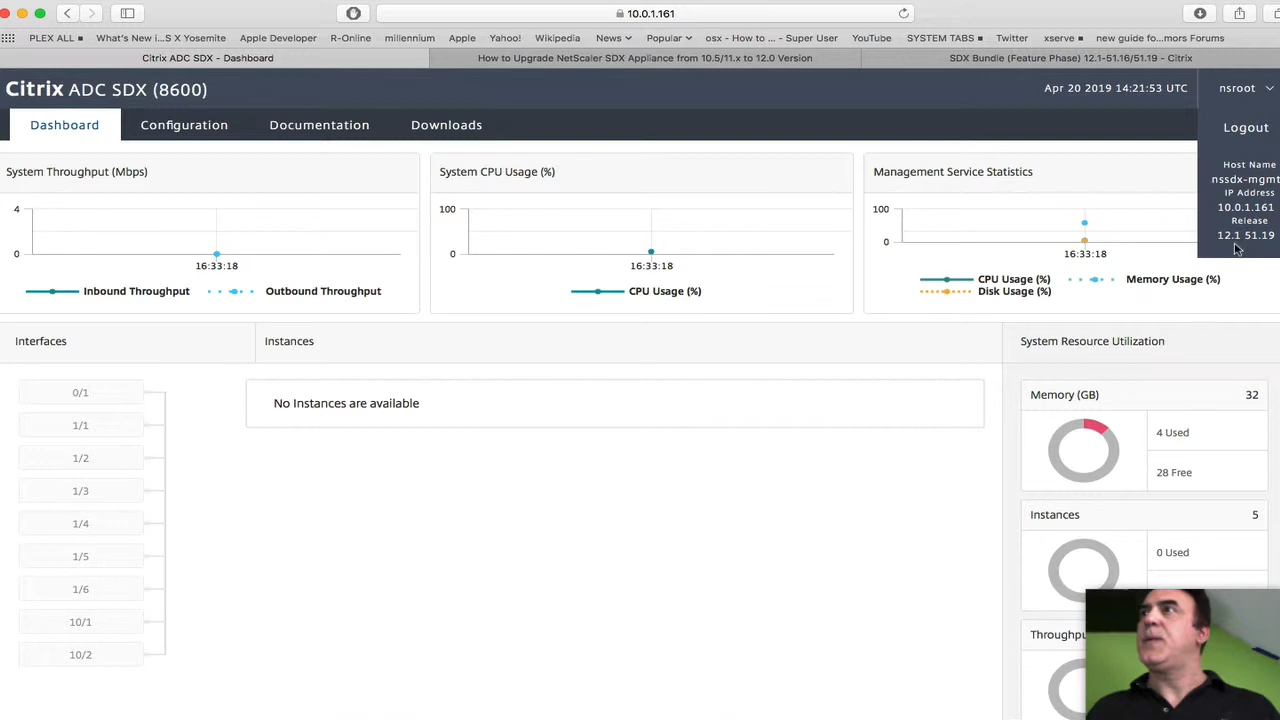 10.0.1.161
PLEX ALL
What's New i...S X Yosemite
Apple Developer
R-Online
millennium
Apple
Yahoo!
Wikipedia
News
Popular
osx - How to ... - Super User
YouTube
SYSTEM TABS
Twitter
xserve
new guide fo...mors Forums
Citrix ADC SDX - Dashboard
How to Upgrade NetScaler SDX Appliance from 10.5/11.x to 12.0 Version
SDX Bundle (Feature Phase) 12.1-51.16/51.19 - Citrix
Citrix ADC SDX (8600)
Apr 20 2019 14:21:53 UTC
nsroot
Dashboard
Configuration
Documentation
Downloads
Logout
Host Name
nssdx-mgmt
IP Address
10.0.1.161
Release
12.1 51.19
System Throughput (Mbps)
4
0
16:33:18
Inbound Throughput
Outbound Throughput
System CPU Usage (%)
100
0
16:33:18
CPU Usage (%)
Management Service Statistics
100
0
16:33:18
CPU Usage (%)
Memory Usage (%)
Disk Usage (%)
Interfaces
0/1
1/1
1/2
1/3
1/4
1/5
1/6
10/1
10/2
Instances
No Instances are available
System Resource Utilization
Memory (GB)
32
4 Used
28 Free
Instances
5
0 Used
Throughpu